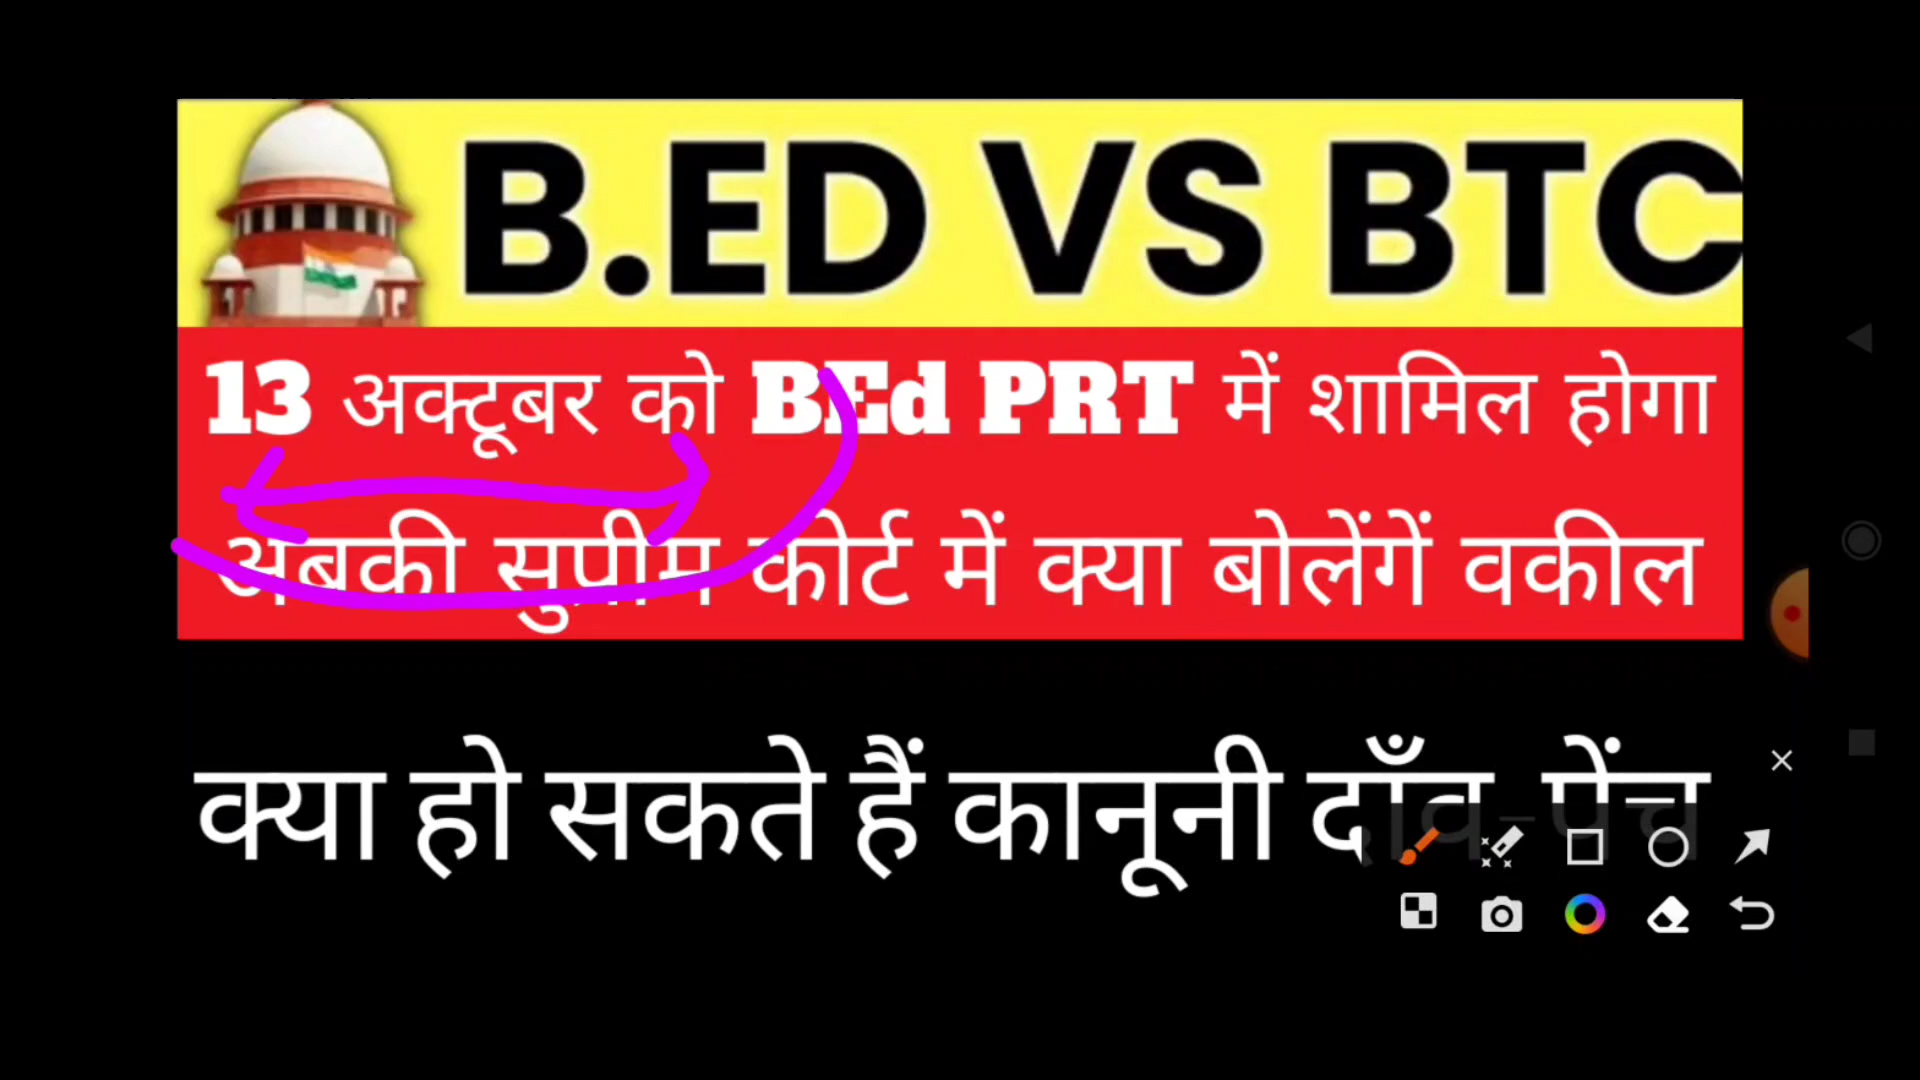 B.ED VS BTC
13 अक्टूबर को BEd PRT में शामिल होगा
अबकी सुप्रीम कोर्ट में क्या बोलेंगें वकील
क्या हो सकते हैं कानूनी दाँव-पेंच